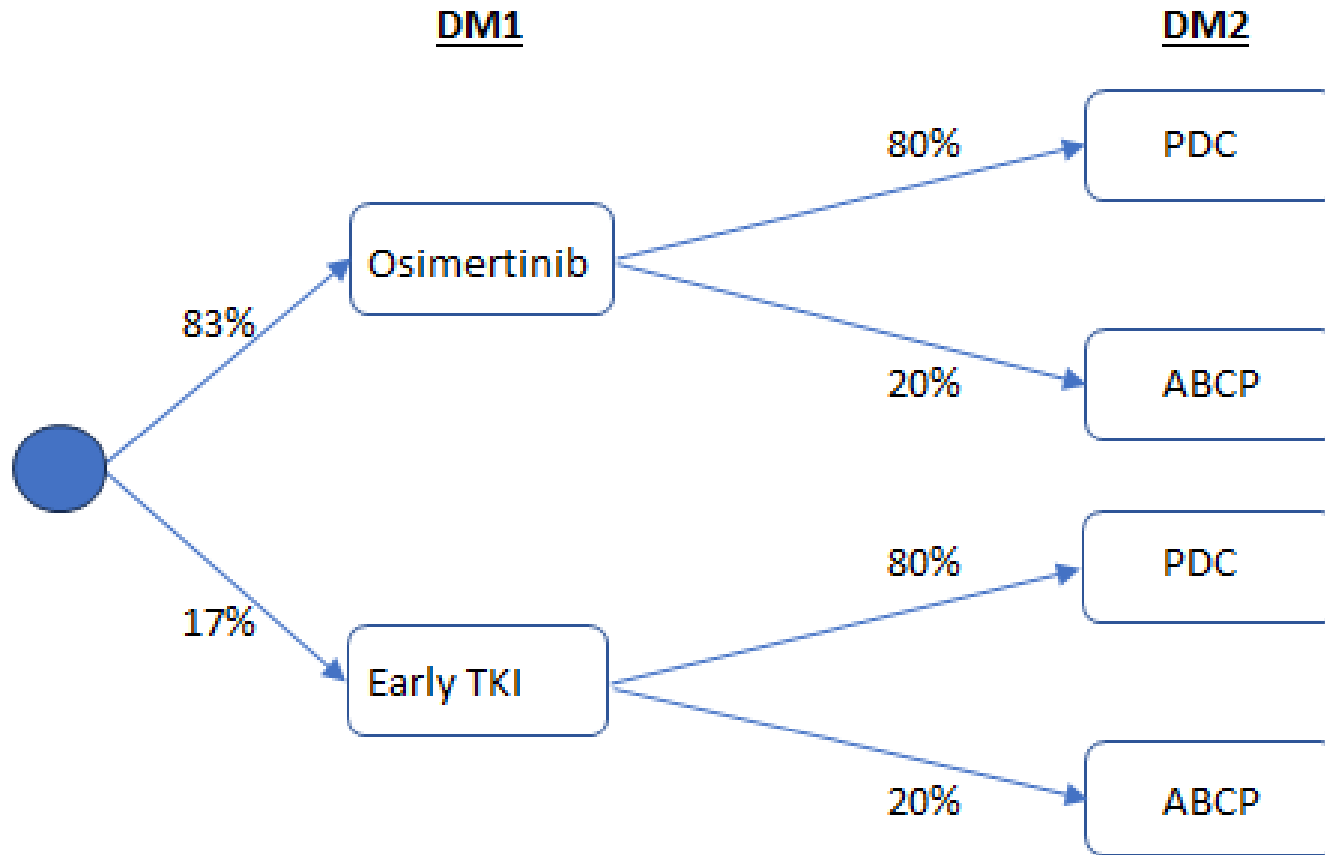 DM1 DM2
80% PDC
Osimertinib
83%
20% ABCP
80% PDC
17%
Early TKI
20% ABCP